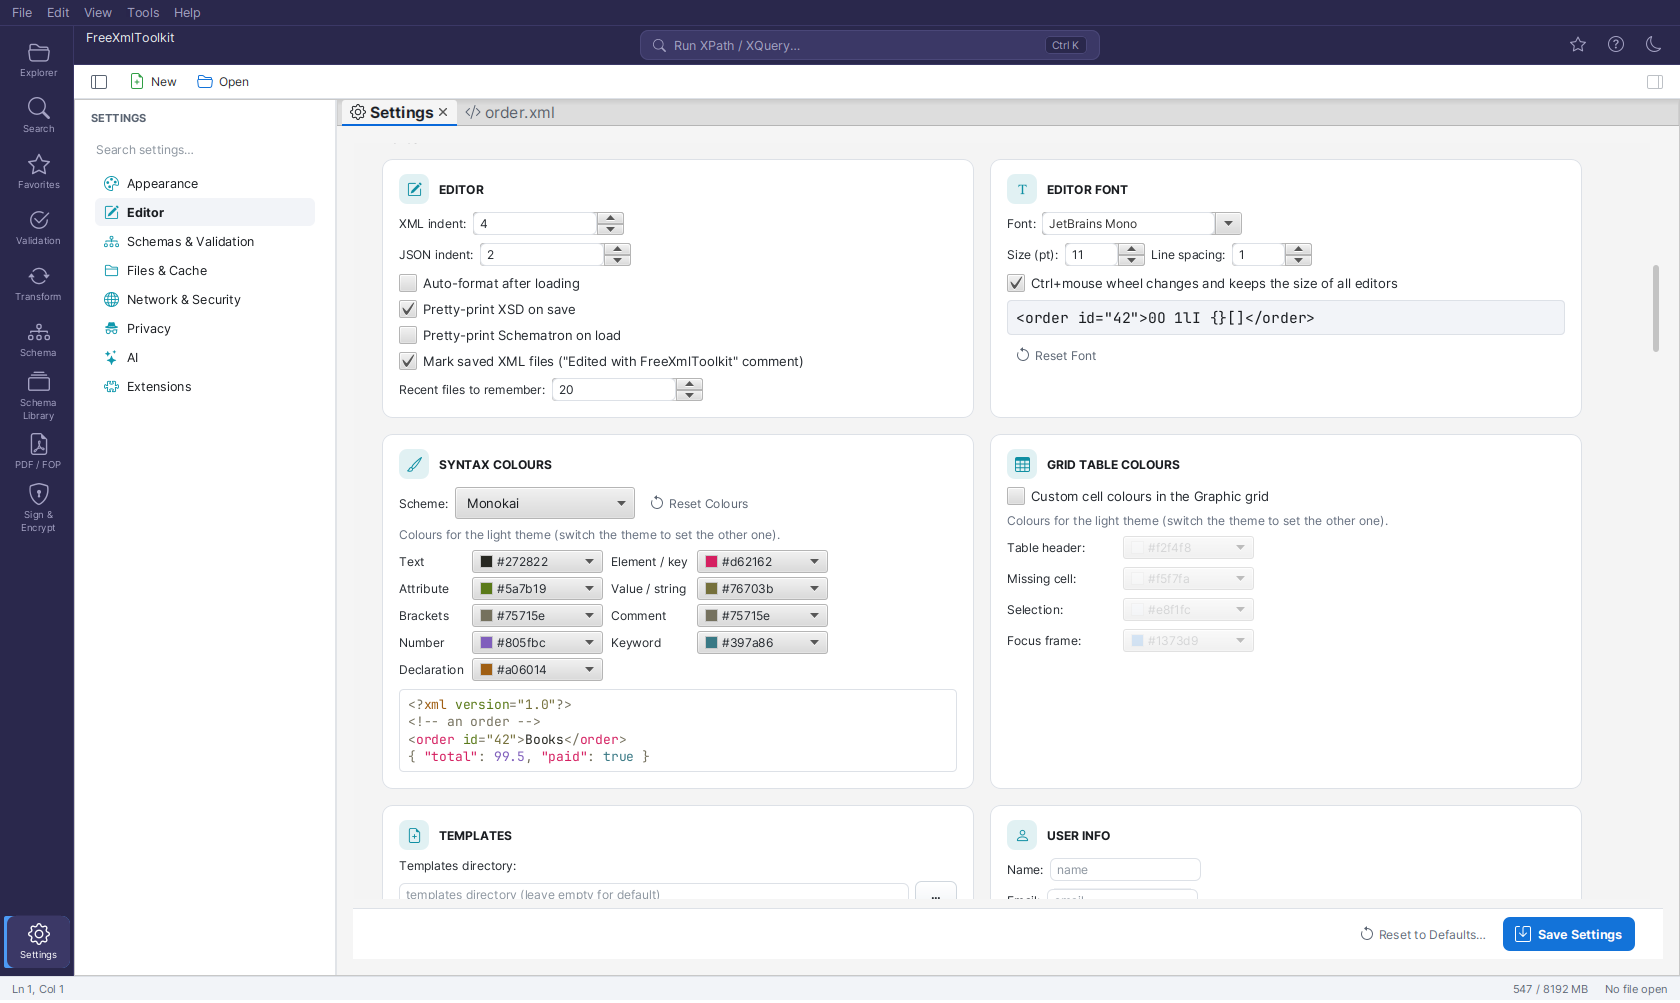 File Edit View Tools Help
FreeXmlToolkit
Run XPath / XQuery... Ctrl K
New Open
Explorer
Search
Favorites
Validation
Transform
Schema
Schema
Library
PDF / FOP
Sign &
Encrypt
Settings
SETTINGS
Search settings...
Appearance
Editor
Schemas & Validation
Files & Cache
Network & Security
Privacy
AI
Extensions
Settings order.xml
EDITOR
XML indent: 4
JSON indent: 2
Auto-format after loading
Pretty-print XSD on save
Pretty-print Schematron on load
Mark saved XML files ("Edited with FreeXmlToolkit" comment)
Recent files to remember: 20
EDITOR FONT
Font: JetBrains Mono
Size (pt): 11 Line spacing: 1
Ctrl+mouse wheel changes and keeps the size of all editors
<order id="42">0O 1lI {}[]</order>
Reset Font
SYNTAX COLOURS
Scheme: Monokai Reset Colours
Colours for the light theme (switch the theme to set the other one).
Text #272822 Element / key #d62162
Attribute #5a7b19 Value / string #76703b
Brackets #75715e Comment #75715e
Number #805fbc Keyword #397a86
Declaration #a06014
<?xml version="1.0"?>
<!-- an order -->
<order id="42">Books</order>
{ "total": 99.5, "paid": true }
GRID TABLE COLOURS
Custom cell colours in the Graphic grid
Colours for the light theme (switch the theme to set the other one).
Table header: #f2f4f8
Missing cell: #f5f7fa
Selection: #e8f1fc
Focus frame: #1373d9
TEMPLATES
Templates directory:
templates directory (leave empty for default) ...
USER INFO
Name: name
Email: email
Reset to Defaults... Save Settings
Ln 1, Col 1 547 / 8192 MB No file open